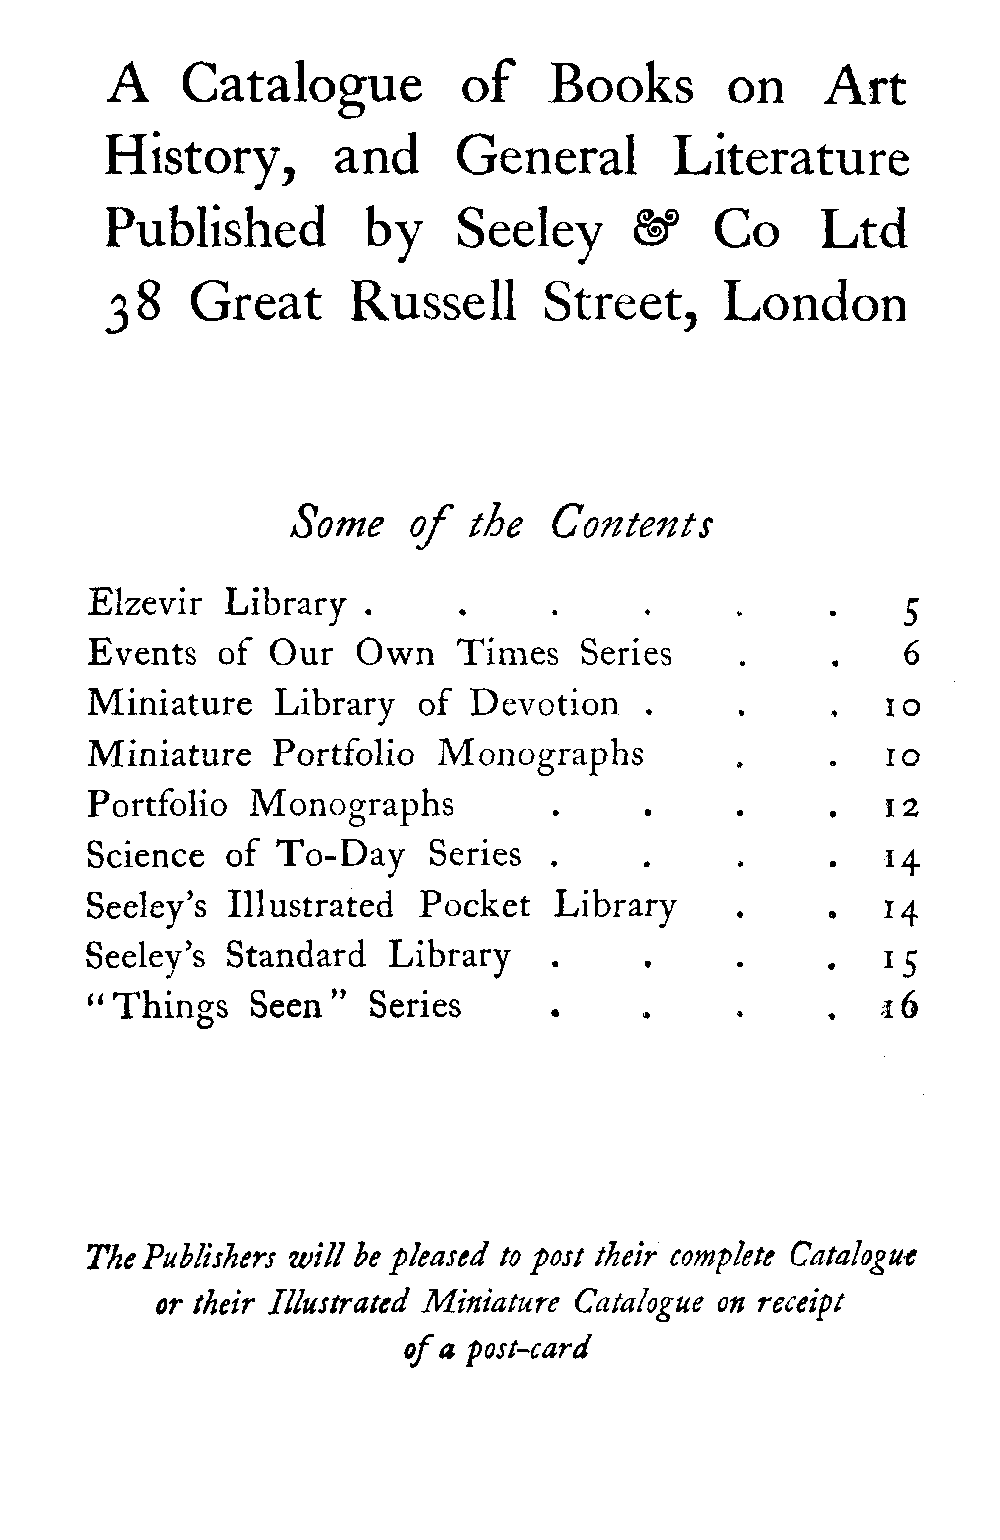 A Catalogue of Books on Art
History, and General Literature
Published by Seeley & Co Ltd
38 Great Russell Street, London
Some of the Contents
Elzevir Library . . . . . . 5
Events of Our Own Times Series . . 6
Miniature Library of Devotion . . . 10
Miniature Portfolio Monographs . . 10
Portfolio Monographs . . . . 12
Science of To-Day Series . . . . 14
Seeley's Illustrated Pocket Library . . 14
Seeley's Standard Library . . . . 15
"Things Seen" Series . . . . 16
The Publishers will be pleased to post their complete Catalogue
or their Illustrated Miniature Catalogue on receipt
of a post-card